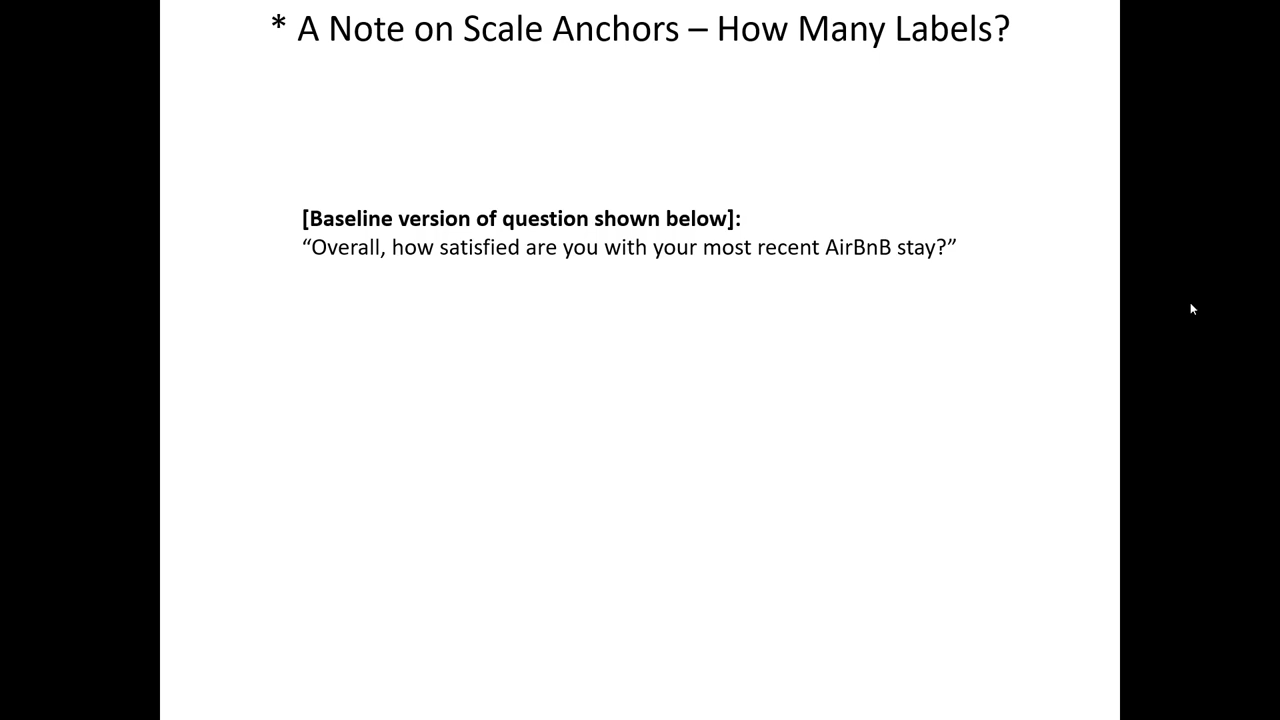 * A Note on Scale Anchors – How Many Labels?
[Baseline version of question shown below]:
“Overall, how satisfied are you with your most recent AirBnB stay?”